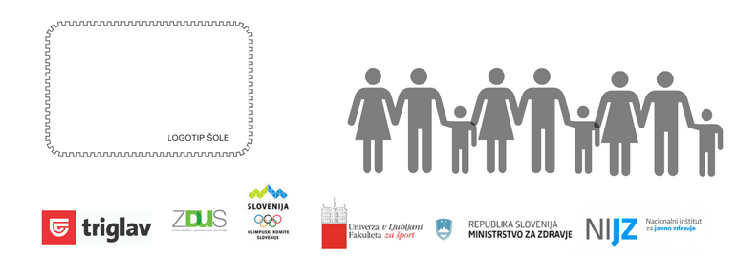 LOGOTIP ŠOLE
triglav
ZDUS
SLOVENIJA
OLIMPIJSKI KOMITE
SLOVENIJE
Univerza v Ljubljani
Fakulteta za šport
REPUBLIKA SLOVENIJA
MINISTRSTVO ZA ZDRAVJE
NIJZ
Nacionalni inštitut
za javno zdravje